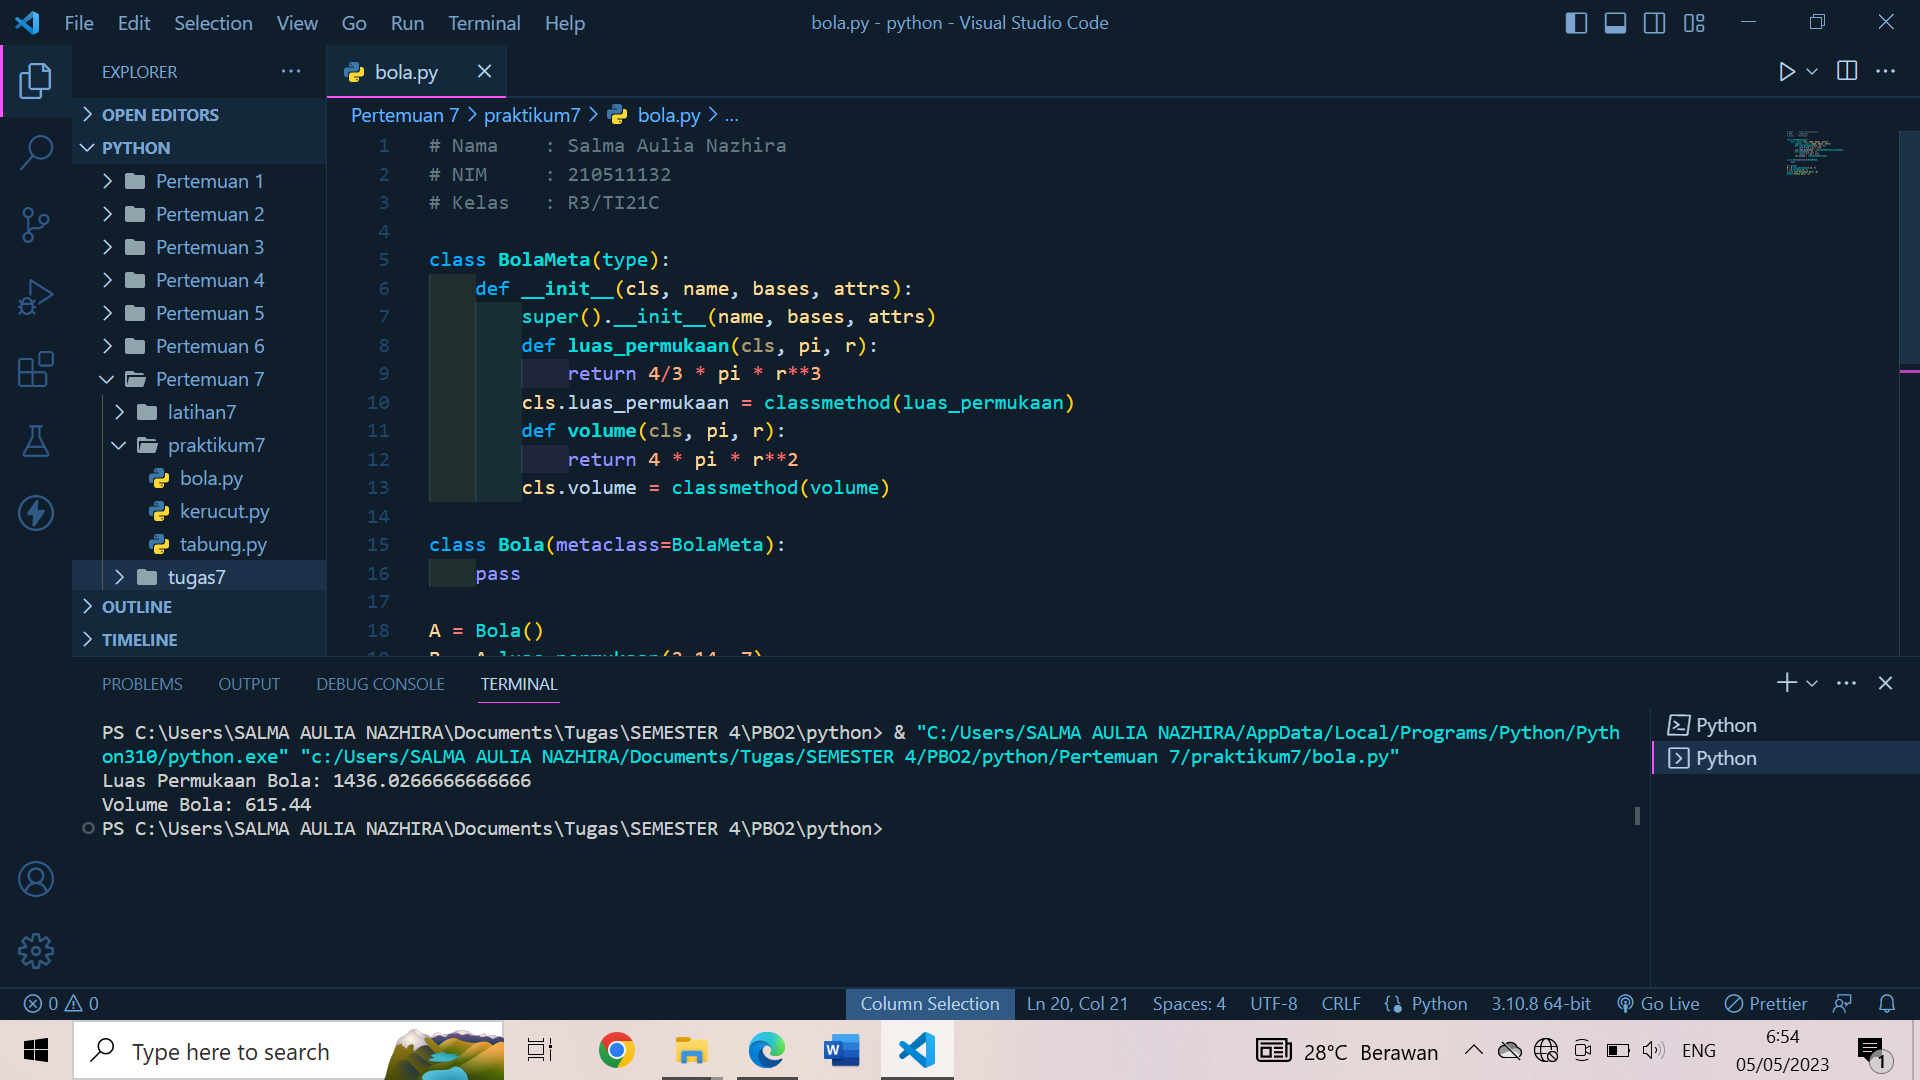 File Edit Selection View Go Run Terminal Help
bola.py - python - Visual Studio Code
EXPLORER
bola.py
OPEN EDITORS
PYTHON
Pertemuan 1
Pertemuan 2
Pertemuan 3
Pertemuan 4
Pertemuan 5
Pertemuan 6
Pertemuan 7
latihan7
praktikum7
bola.py
kerucut.py
tabung.py
tugas7
OUTLINE
TIMELINE
Pertemuan 7 > praktikum7 > bola.py > ...
1 # Nama    : Salma Aulia Nazhira
2 # NIM     : 210511132
3 # Kelas   : R3/TI21C
4
5 class BolaMeta(type):
6     def __init__(cls, name, bases, attrs):
7         super().__init__(name, bases, attrs)
8         def luas_permukaan(cls, pi, r):
9             return 4/3 * pi * r**3
10         cls.luas_permukaan = classmethod(luas_permukaan)
11         def volume(cls, pi, r):
12             return 4 * pi * r**2
13         cls.volume = classmethod(volume)
14
15 class Bola(metaclass=BolaMeta):
16     pass
17
18 A = Bola()
PROBLEMS OUTPUT DEBUG CONSOLE TERMINAL
PS C:\Users\SALMA AULIA NAZHIRA\Documents\Tugas\SEMESTER 4\PBO2\python> & "C:/Users/SALMA AULIA NAZHIRA/AppData/Local/Programs/Python/Pyth
on310/python.exe" "c:/Users/SALMA AULIA NAZHIRA/Documents/Tugas/SEMESTER 4/PBO2/python/Pertemuan 7/praktikum7/bola.py"
Luas Permukaan Bola: 1436.0266666666666
Volume Bola: 615.44
PS C:\Users\SALMA AULIA NAZHIRA\Documents\Tugas\SEMESTER 4\PBO2\python>
Python
Python
0 0
Column Selection Ln 20, Col 21 Spaces: 4 UTF-8 CRLF Python 3.10.8 64-bit Go Live Prettier
Type here to search
28°C Berawan
ENG
6:54
05/05/2023
1